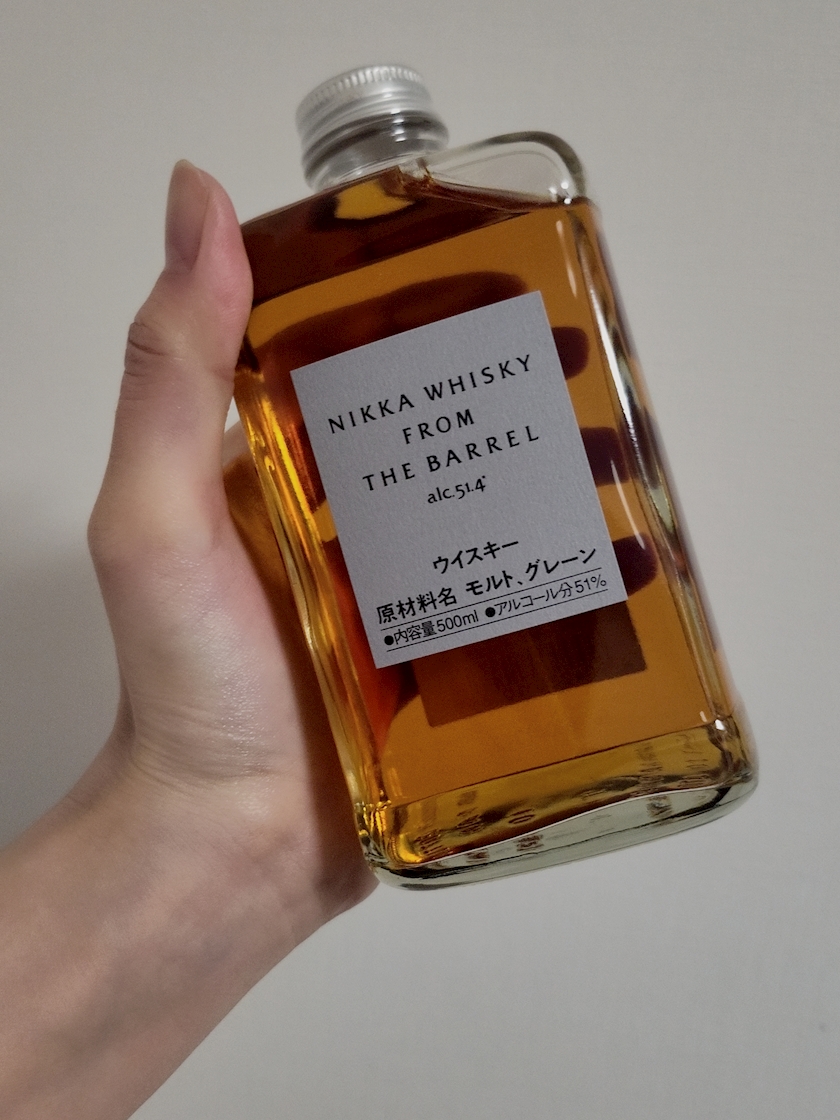 NIKKA WHISKY
FROM
THE BARREL
alc.51.4°
ウイスキー
原材料名 モルト、グレーン
●内容量500ml ●アルコール分51%